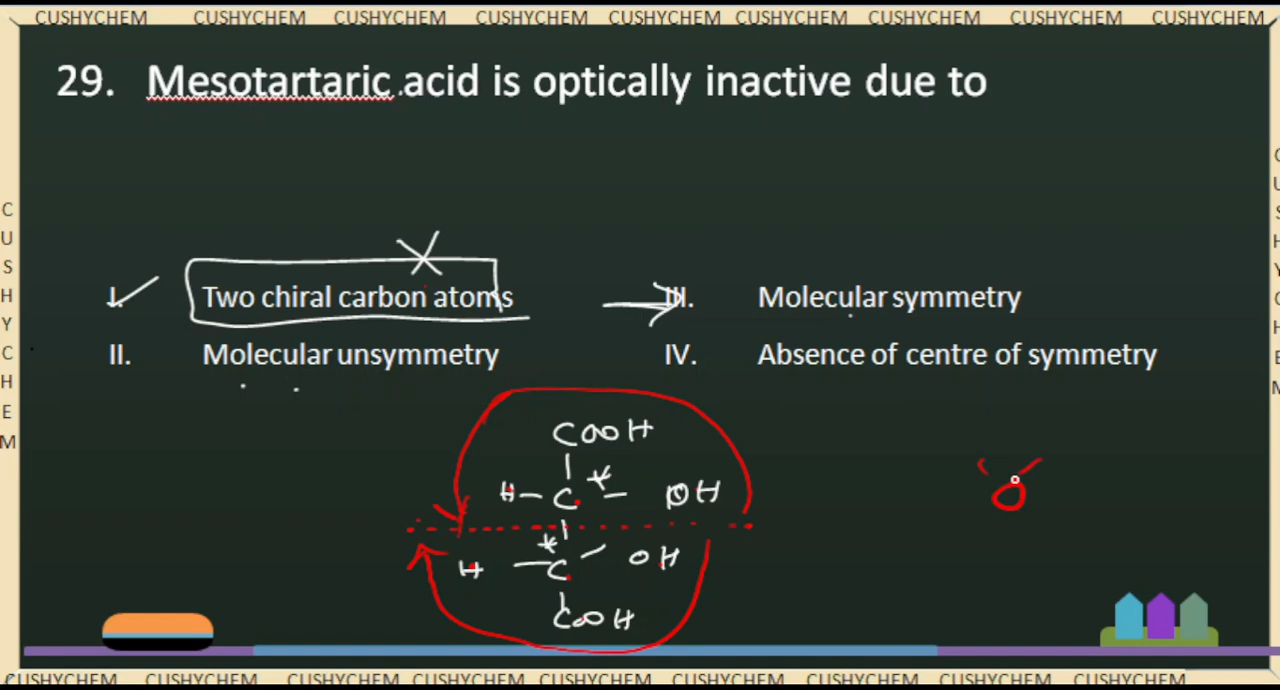 CUSHYCHEM CUSHYCHEM CUSHYCHEM CUSHYCHEM CUSHYCHEM CUSHYCHEM CUSHYCHEM CUSHYCHEM CUSHYCHEM
29. Mesotartaric acid is optically inactive due to
I. Two chiral carbon atoms
III. Molecular symmetry
II. Molecular unsymmetry
IV. Absence of centre of symmetry
COOH
H – C * – OH
H – C * – OH
COOH
C
U
S
H
Y
C
H
E
M
CUSHYCHEM CUSHYCHEM CUSHYCHEM CUSHYCHEM CUSHYCHEM CUSHYCHEM CUSHYCHEM CUSHYCHEM CUSHYCHEM